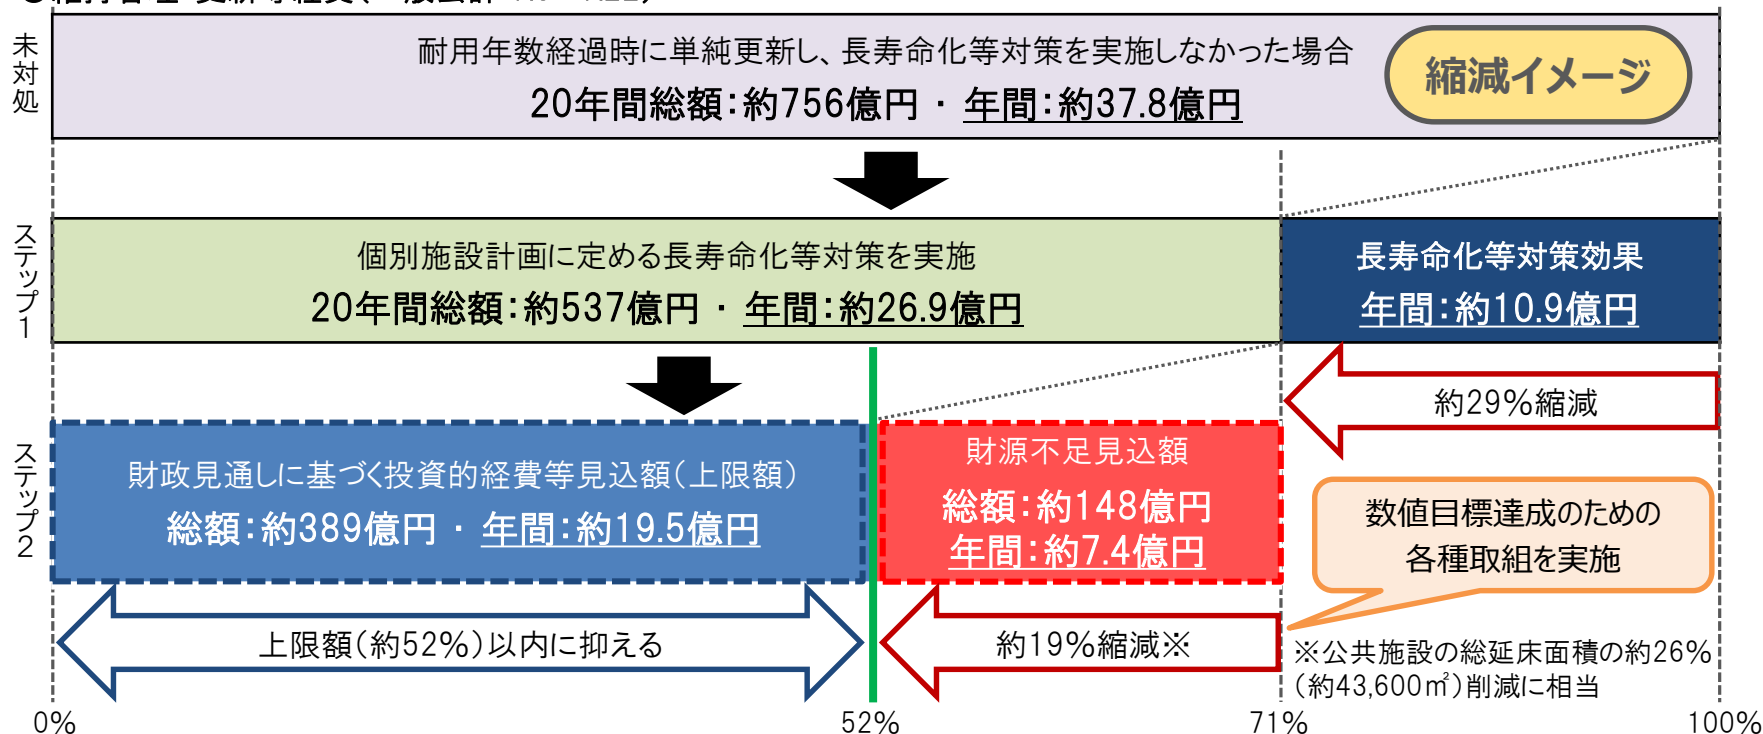 未対処
耐用年数経過時に単純更新し、長寿命化等対策を実施しなかった場合
20年間総額：約756億円 ・ 年間：約37.8億円
縮減イメージ
ステップ1
個別施設計画に定める長寿命化等対策を実施
20年間総額：約537億円 ・ 年間：約26.9億円
長寿命化等対策効果
年間：約10.9億円
約29%縮減
ステップ2
財政見通しに基づく投資的経費等見込額（上限額）
総額：約389億円 ・ 年間：約19.5億円
財源不足見込額
総額：約148億円
年間：約7.4億円
数値目標達成のための
各種取組を実施
上限額（約52%）以内に抑える
約19%縮減※
※公共施設の総延床面積の約26%
（約43,600㎡）削減に相当
0%
52%
71%
100%